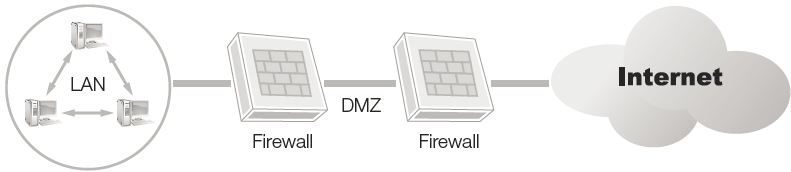 LAN
Firewall
DMZ
Firewall
Internet